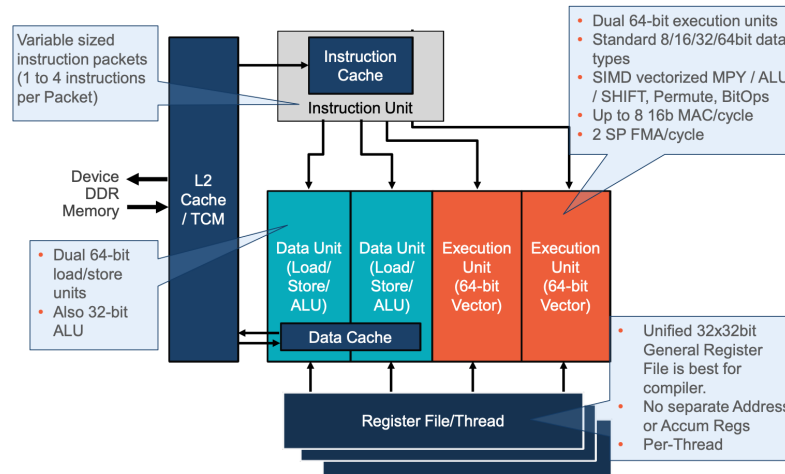 Variable sized
instruction packets
(1 to 4 instructions
per Packet)
Instruction
Cache
Instruction Unit
• Dual 64-bit execution units
• Standard 8/16/32/64bit data
types
• SIMD vectorized MPY / ALU
/ SHIFT, Permute, BitOps
• Up to 8 16b MAC/cycle
• 2 SP FMA/cycle
Device
DDR
Memory
L2
Cache
/ TCM
• Dual 64-bit
load/store
units
• Also 32-bit
ALU
Data Unit
(Load/
Store/
ALU)
Data Unit
(Load/
Store/
ALU)
Execution
Unit
(64-bit
Vector)
Execution
Unit
(64-bit
Vector)
Data Cache
Register File/Thread
• Unified 32x32bit
General Register
File is best for
compiler.
• No separate Address
or Accum Regs
• Per-Thread